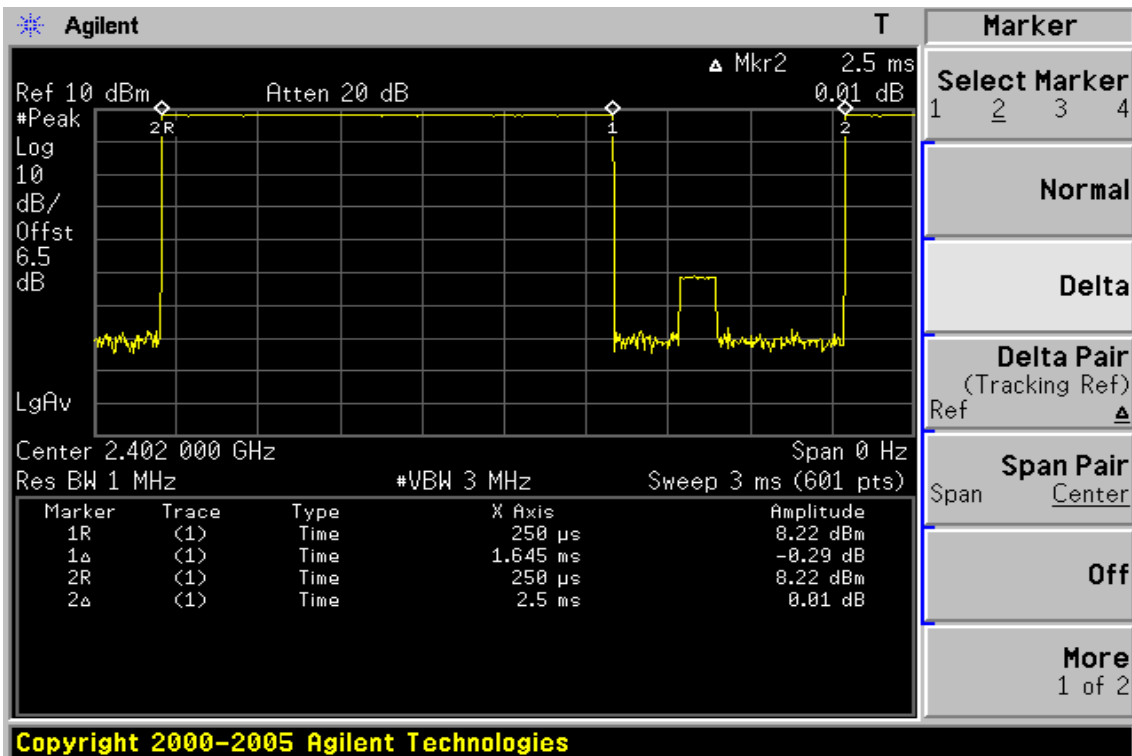 Agilent T
△ Mkr2 2.5 ms
Ref 10 dBm Atten 20 dB 0.01 dB
#Peak
Log
10
dB/
Offst
6.5
dB
LgAv
2R 1 2
Center 2.402 000 GHz Span 0 Hz
Res BW 1 MHz #VBW 3 MHz Sweep 3 ms (601 pts)
Marker Trace Type X Axis Amplitude
1R (1) Time 250 µs 8.22 dBm
1△ (1) Time 1.645 ms -0.29 dB
2R (1) Time 250 µs 8.22 dBm
2△ (1) Time 2.5 ms 0.01 dB
Copyright 2000-2005 Agilent Technologies
Marker
Select Marker
1 2 3 4
Normal
Delta
Delta Pair
(Tracking Ref)
Ref △
Span Pair
Span Center
Off
More
1 of 2